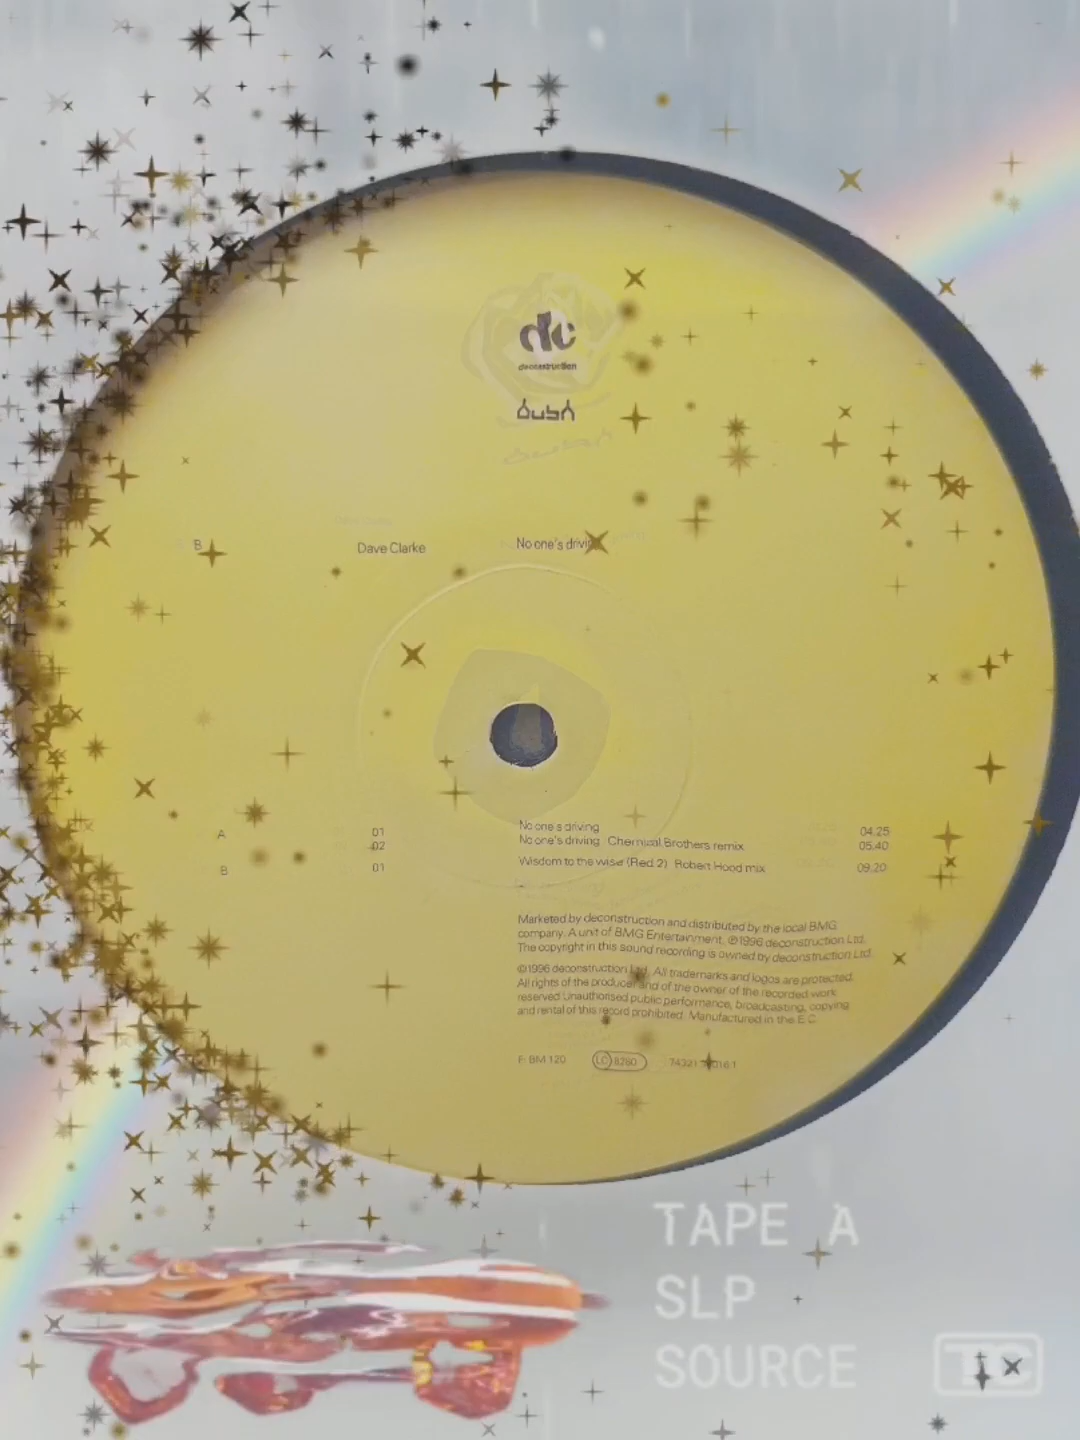 dc
deconstruction
bush
B Dave Clarke No one's
A 01 No one's driving 04.25
02 No one's driving Chemical Brothers remix 05.40
B 01 Wisdom to the wise (Red 2) Robert Hood mix 09.20
Marketed by deconstruction and distributed by the local BMG
company. A unit of BMG Entertainment. ℗1996 deconstruction Ltd.
The copyright in this sound recording is owned by deconstruction Ltd.
©1996 deconstruction Ltd. All trademarks and logos are protected.
All rights of the producer and of the owner of the recorded work
reserved Unauthorised public performance, broadcasting, copying
and rental of this record prohibited. Manufactured in the E.C.
F: BM 120 LC 8280 74321
TAPE A
SLP
SOURCE